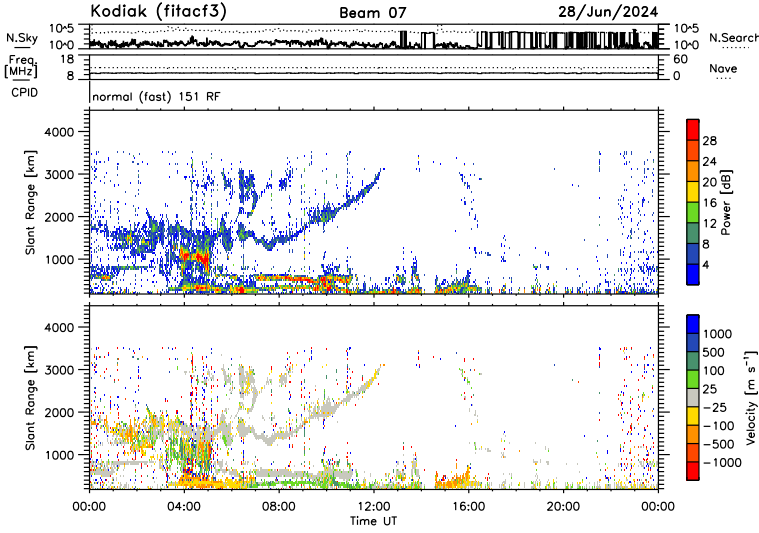 Kodiak (fitacf3) Beam 07 28/Jun/2024
N.Sky 10^5 10^0 10^5 10^0 N.Search
Freq. [MHz] 18 8 60 0 Nave
CPID normal (fast) 151 RF
Slant Range [km] 4000 3000 2000 1000
Power [dB] 28 24 20 16 12 8 4
Slant Range [km] 4000 3000 2000 1000
Velocity [m s⁻¹] 1000 500 100 25 −25 −100 −500 −1000
00:00 04:00 08:00 12:00 16:00 20:00 00:00
Time UT